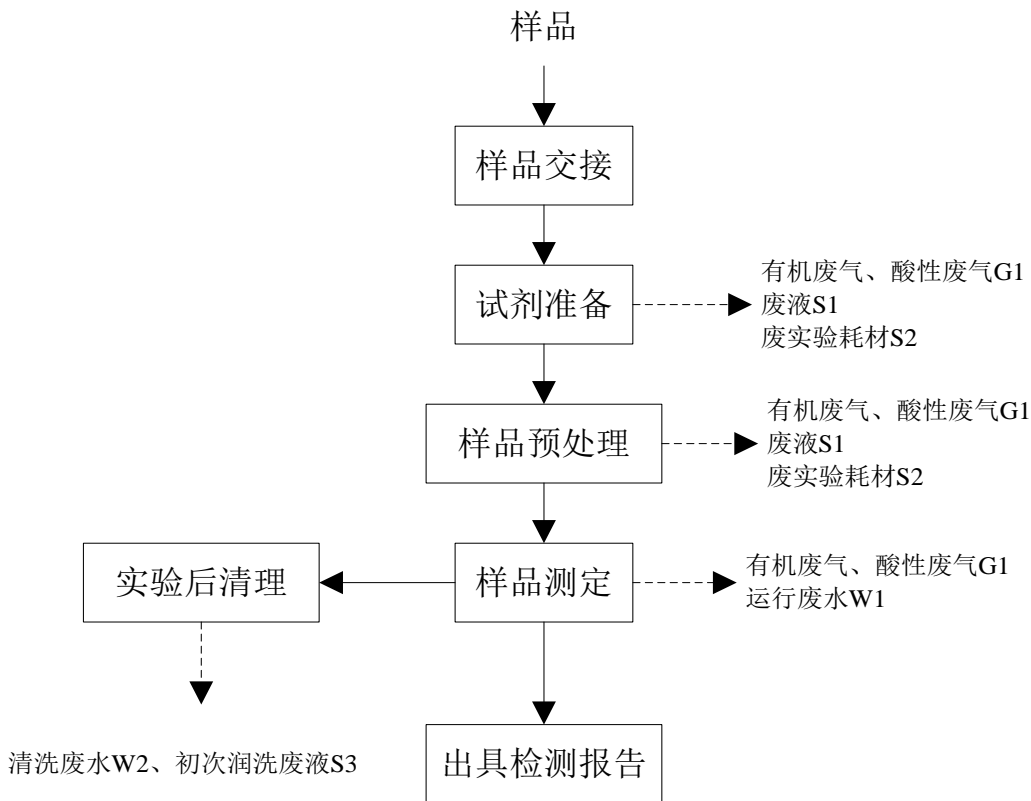 样品
样品交接
试剂准备
有机废气、酸性废气G1
废液S1
废实验耗材S2
样品预处理
有机废气、酸性废气G1
废液S1
废实验耗材S2
实验后清理
样品测定
有机废气、酸性废气G1
运行废水W1
清洗废水W2、初次润洗废液S3
出具检测报告